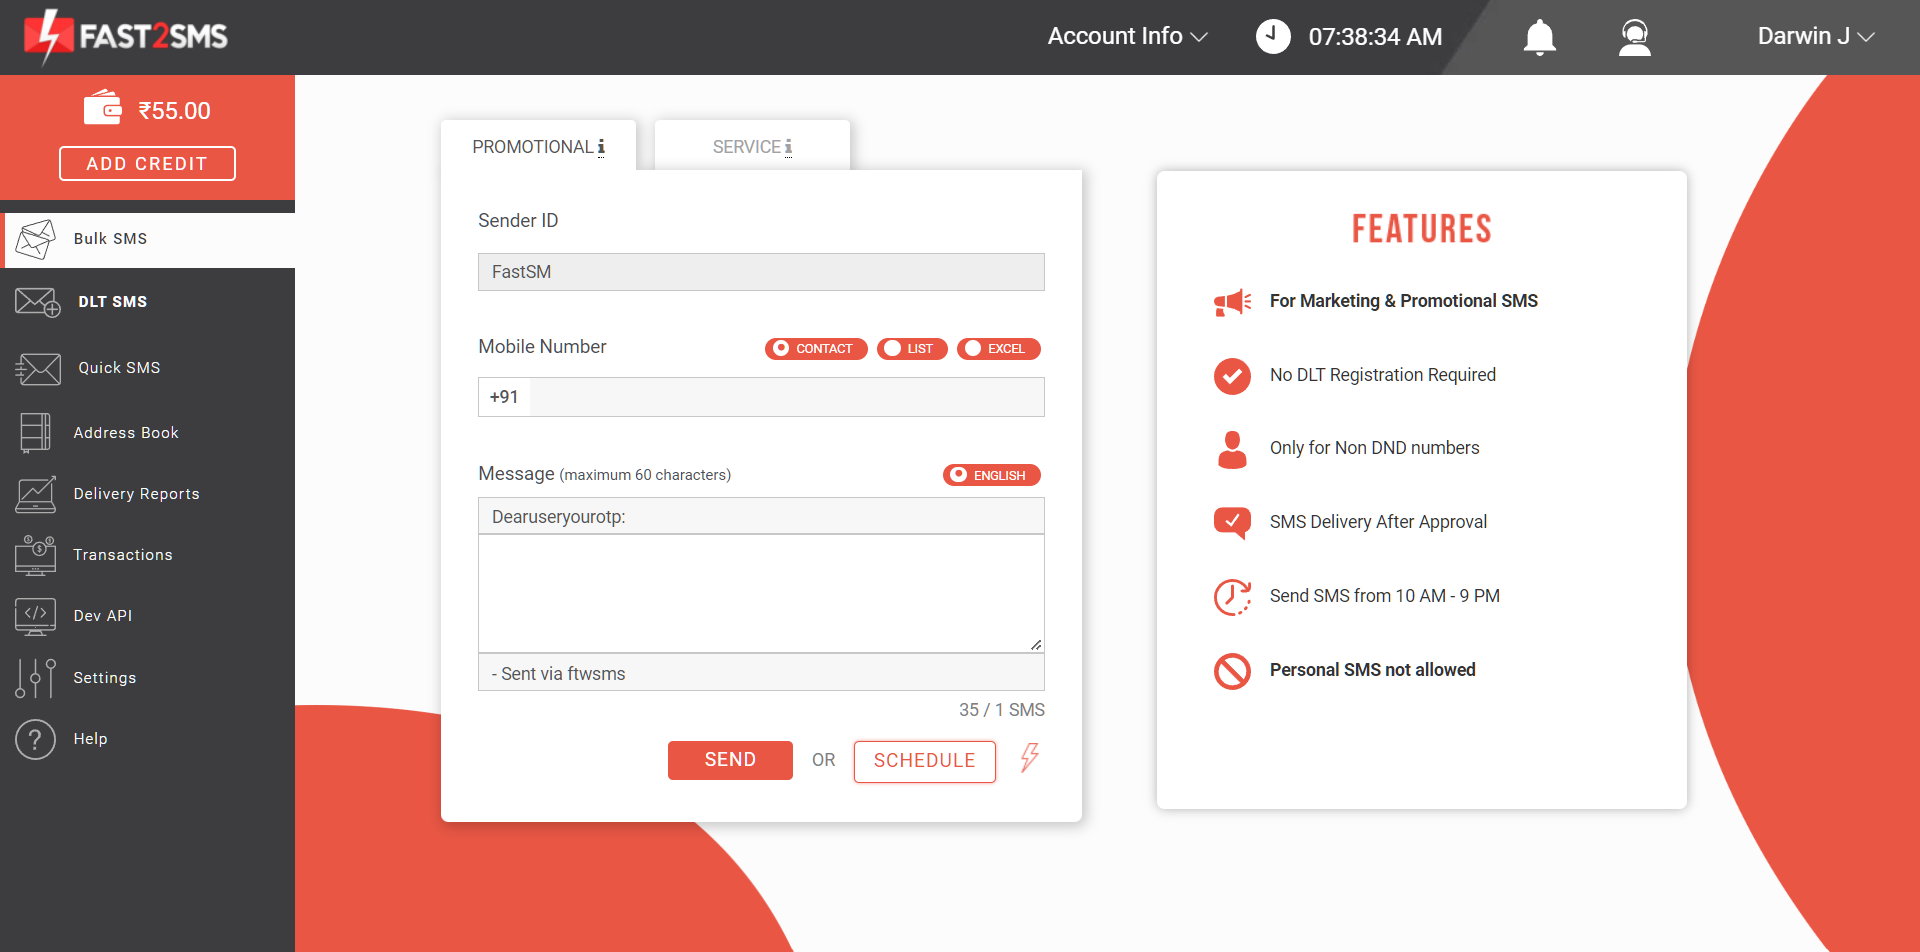 FAST2SMS
Account Info
07:38:34 AM
Darwin J
₹55.00
ADD CREDIT
Bulk SMS
DLT SMS
Quick SMS
Address Book
Delivery Reports
Transactions
</>
Dev API
Settings
?
Help
PROMOTIONAL i
SERVICE i
Sender ID
FastSM
Mobile Number
CONTACT
LIST
EXCEL
+91
Message (maximum 60 characters)
ENGLISH
Dearuseryourotp:
- Sent via ftwsms
35 / 1 SMS
SEND
OR
SCHEDULE
FEATURES
For Marketing & Promotional SMS
No DLT Registration Required
Only for Non DND numbers
SMS Delivery After Approval
Send SMS from 10 AM - 9 PM
Personal SMS not allowed